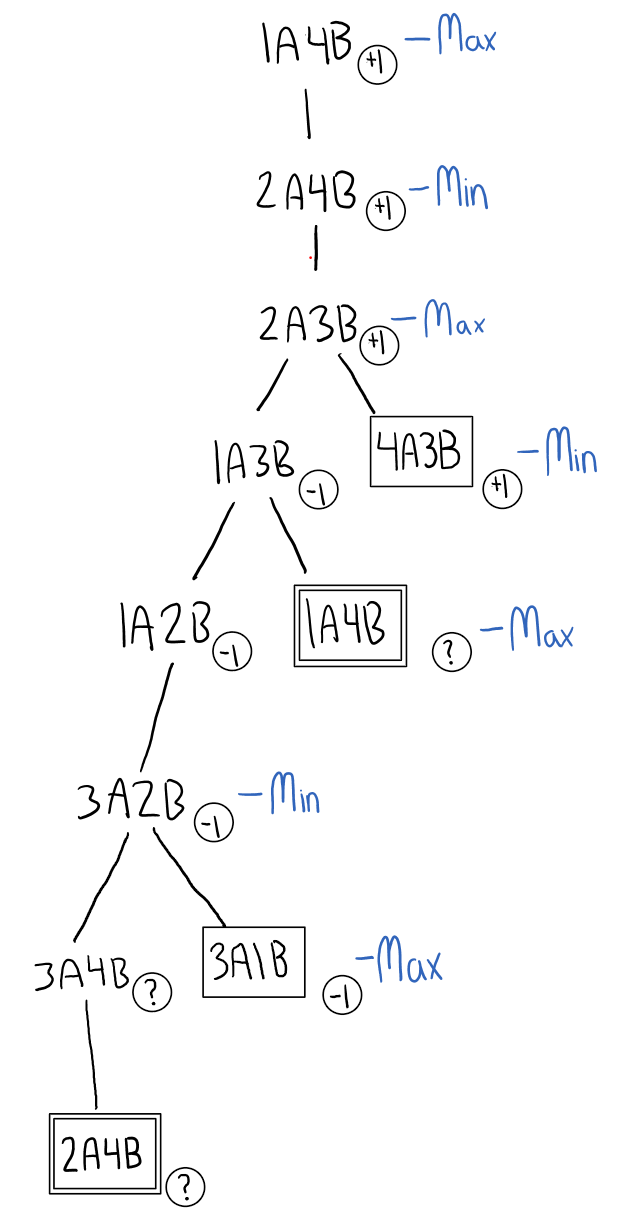 1A4B +1 - Max
2A4B +1 - Min
2A3B +1 - Max
1A3B -1 4A3B +1 - Min
1A2B -1 1A4B ? - Max
3A2B -1 - Min
3A4B ? 3A1B -1 - Max
2A4B ?